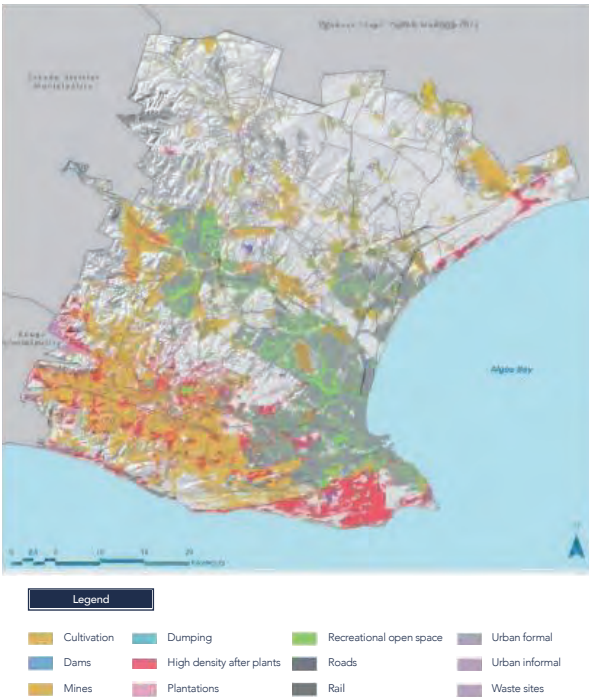 Algoa Bay
Legend
Cultivation
Dumping
Recreational open space
Urban formal
Dams
High density after plants
Roads
Urban informal
Mines
Plantations
Rail
Waste sites